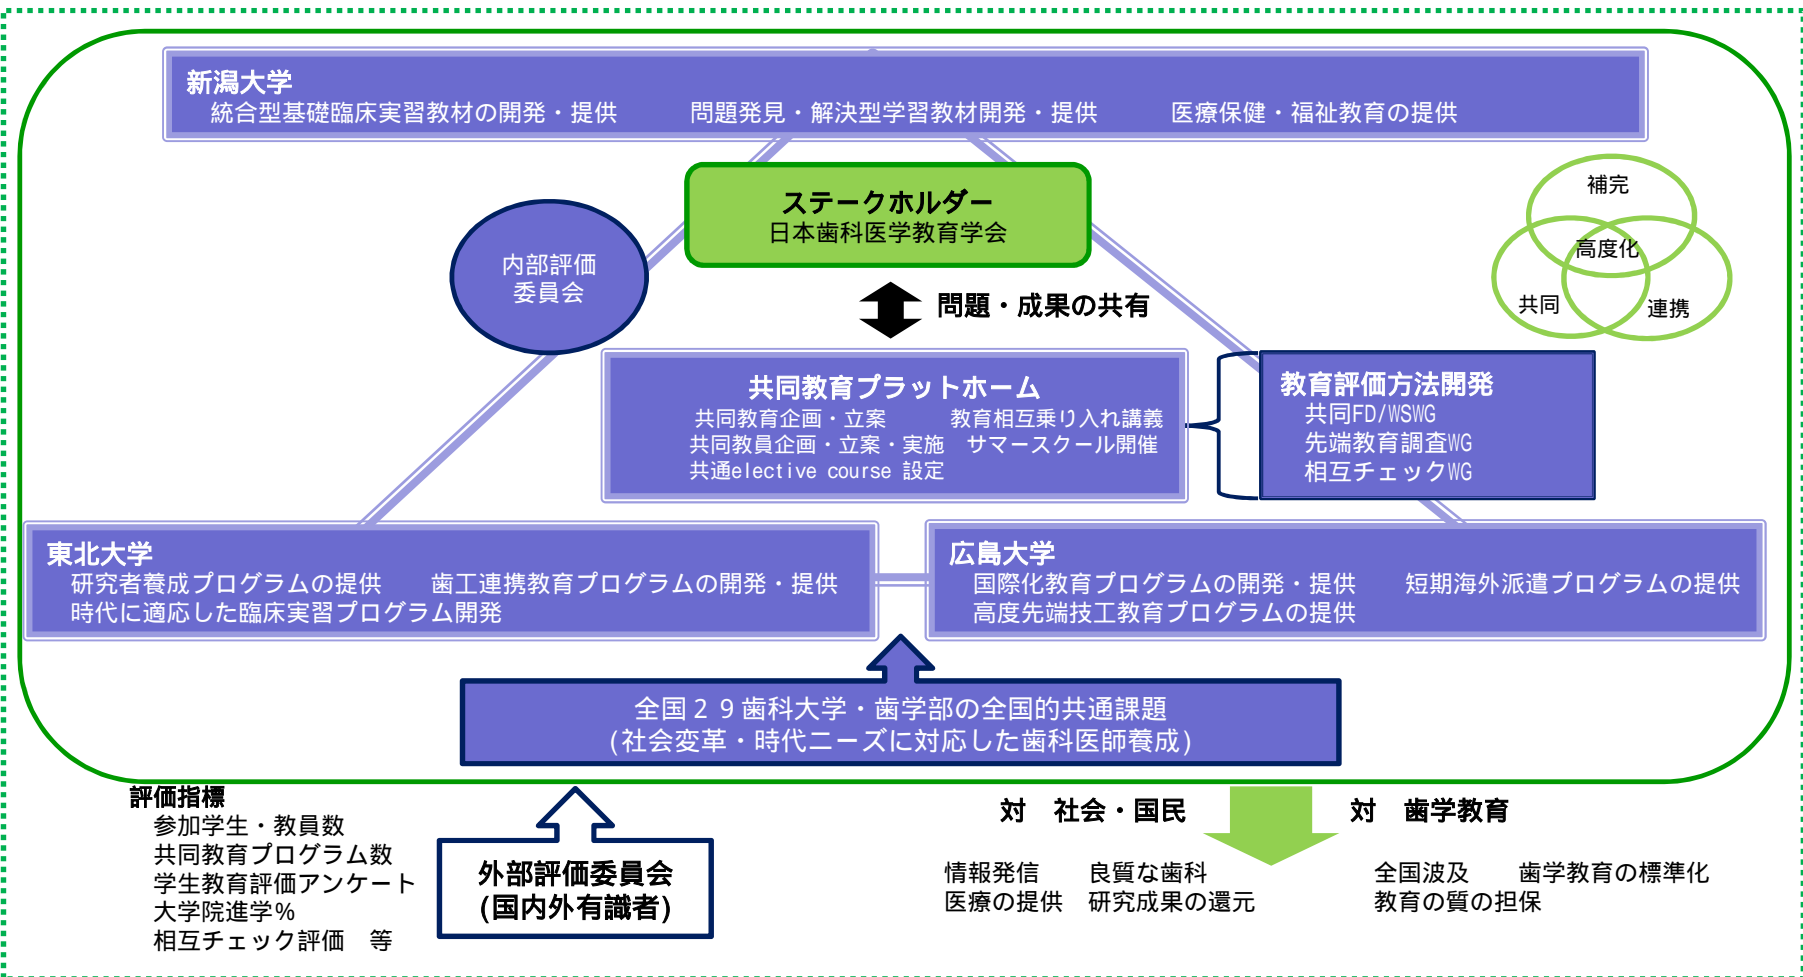 新潟大学
統合型基礎臨床実習教材の開発・提供　　　問題発見・解決型学習教材開発・提供　　　医療保健・福祉教育の提供
ステークホルダー
日本歯科医学教育学会
内部評価
委員会
補完
高度化
共同
連携
問題・成果の共有
共同教育プラットホーム
共同教育企画・立案　　　教育相互乗り入れ講義
共同教員企画・立案・実施　サマースクール開催
共通elective course 設定
教育評価方法開発
共同FD/WSWG
先端教育調査WG
相互チェックWG
東北大学
研究者養成プログラムの提供　　歯工連携教育プログラムの開発・提供
時代に適応した臨床実習プログラム開発
広島大学
国際化教育プログラムの開発・提供　　短期海外派遣プログラムの提供
高度先端技工教育プログラムの提供
全国２９歯科大学・歯学部の全国的共通課題
(社会変革・時代ニーズに対応した歯科医師養成)
評価指標
参加学生・教員数
共同教育プログラム数
学生教育評価アンケート
大学院進学%
相互チェック評価　等
外部評価委員会
(国内外有識者)
対　社会・国民
情報発信　　良質な歯科
医療の提供　研究成果の還元
対　歯学教育
全国波及　　歯学教育の標準化
教育の質の担保